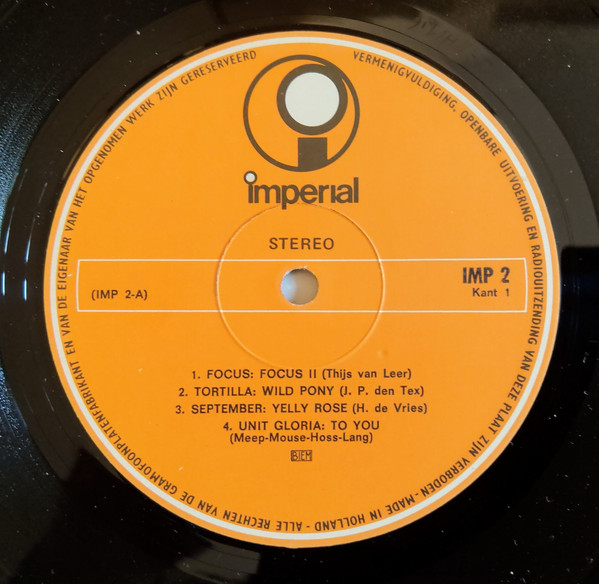 imperial
STEREO
(IMP 2-A)
IMP 2
Kant 1
1. FOCUS: FOCUS II (Thijs van Leer)
2. TORTILLA: WILD PONY (J. P. den Tex)
3. SEPTEMBER: YELLY ROSE (H. de Vries)
4. UNIT GLORIA: TO YOU
(Meep-Mouse-Hoss-Lang)
BIEM
ALLE RECHTEN VAN DE GRAMOFOONPLATENFABRIKANT EN VAN DE EIGENAAR VAN HET OPGENOMEN WERK ZIJN GERESERVEERD
VERMENIGVULDIGING, OPENBARE UITVOERING EN RADIOUITZENDING VAN DEZE PLAAT ZIJN VERBODEN-MADE IN HOLLAND -